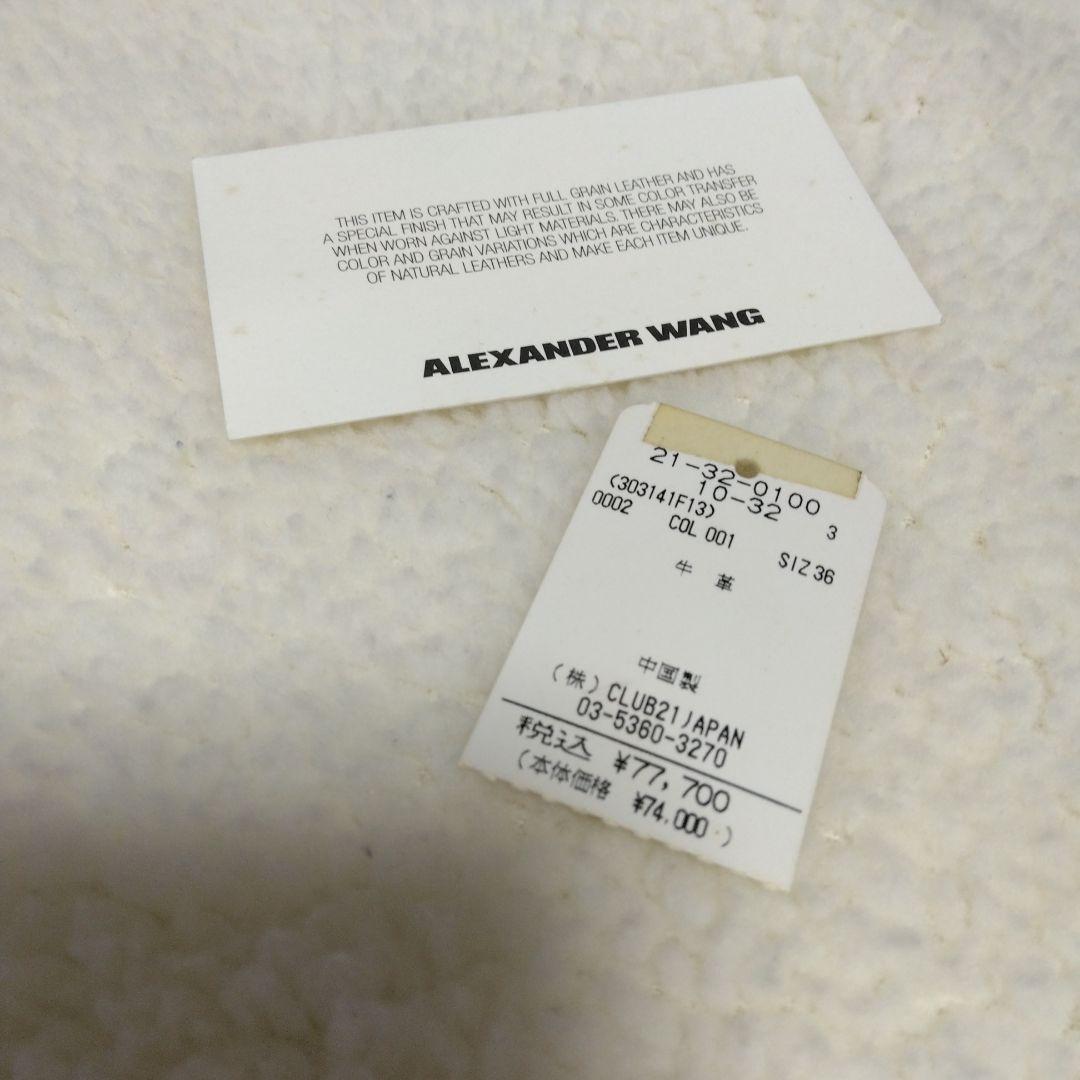 THIS ITEM IS CRAFTED WITH FULL GRAIN LEATHER AND HAS
A SPECIAL FINISH THAT MAY RESULT IN SOME COLOR TRANSFER
WHEN WORN AGAINST LIGHT MATERIALS. THERE MAY ALSO BE
COLOR AND GRAIN VARIATIONS WHICH ARE CHARACTERISTICS
OF NATURAL LEATHERS AND MAKE EACH ITEM UNIQUE.
ALEXANDER WANG
21-32-0100
10-32
(303141F13) 3
0002 COL 001 SIZ 36
牛 革
中国製
(株) CLUB21 JAPAN
03-5360-3270
税込 ¥77,700
(本体価格 ¥74,000 )